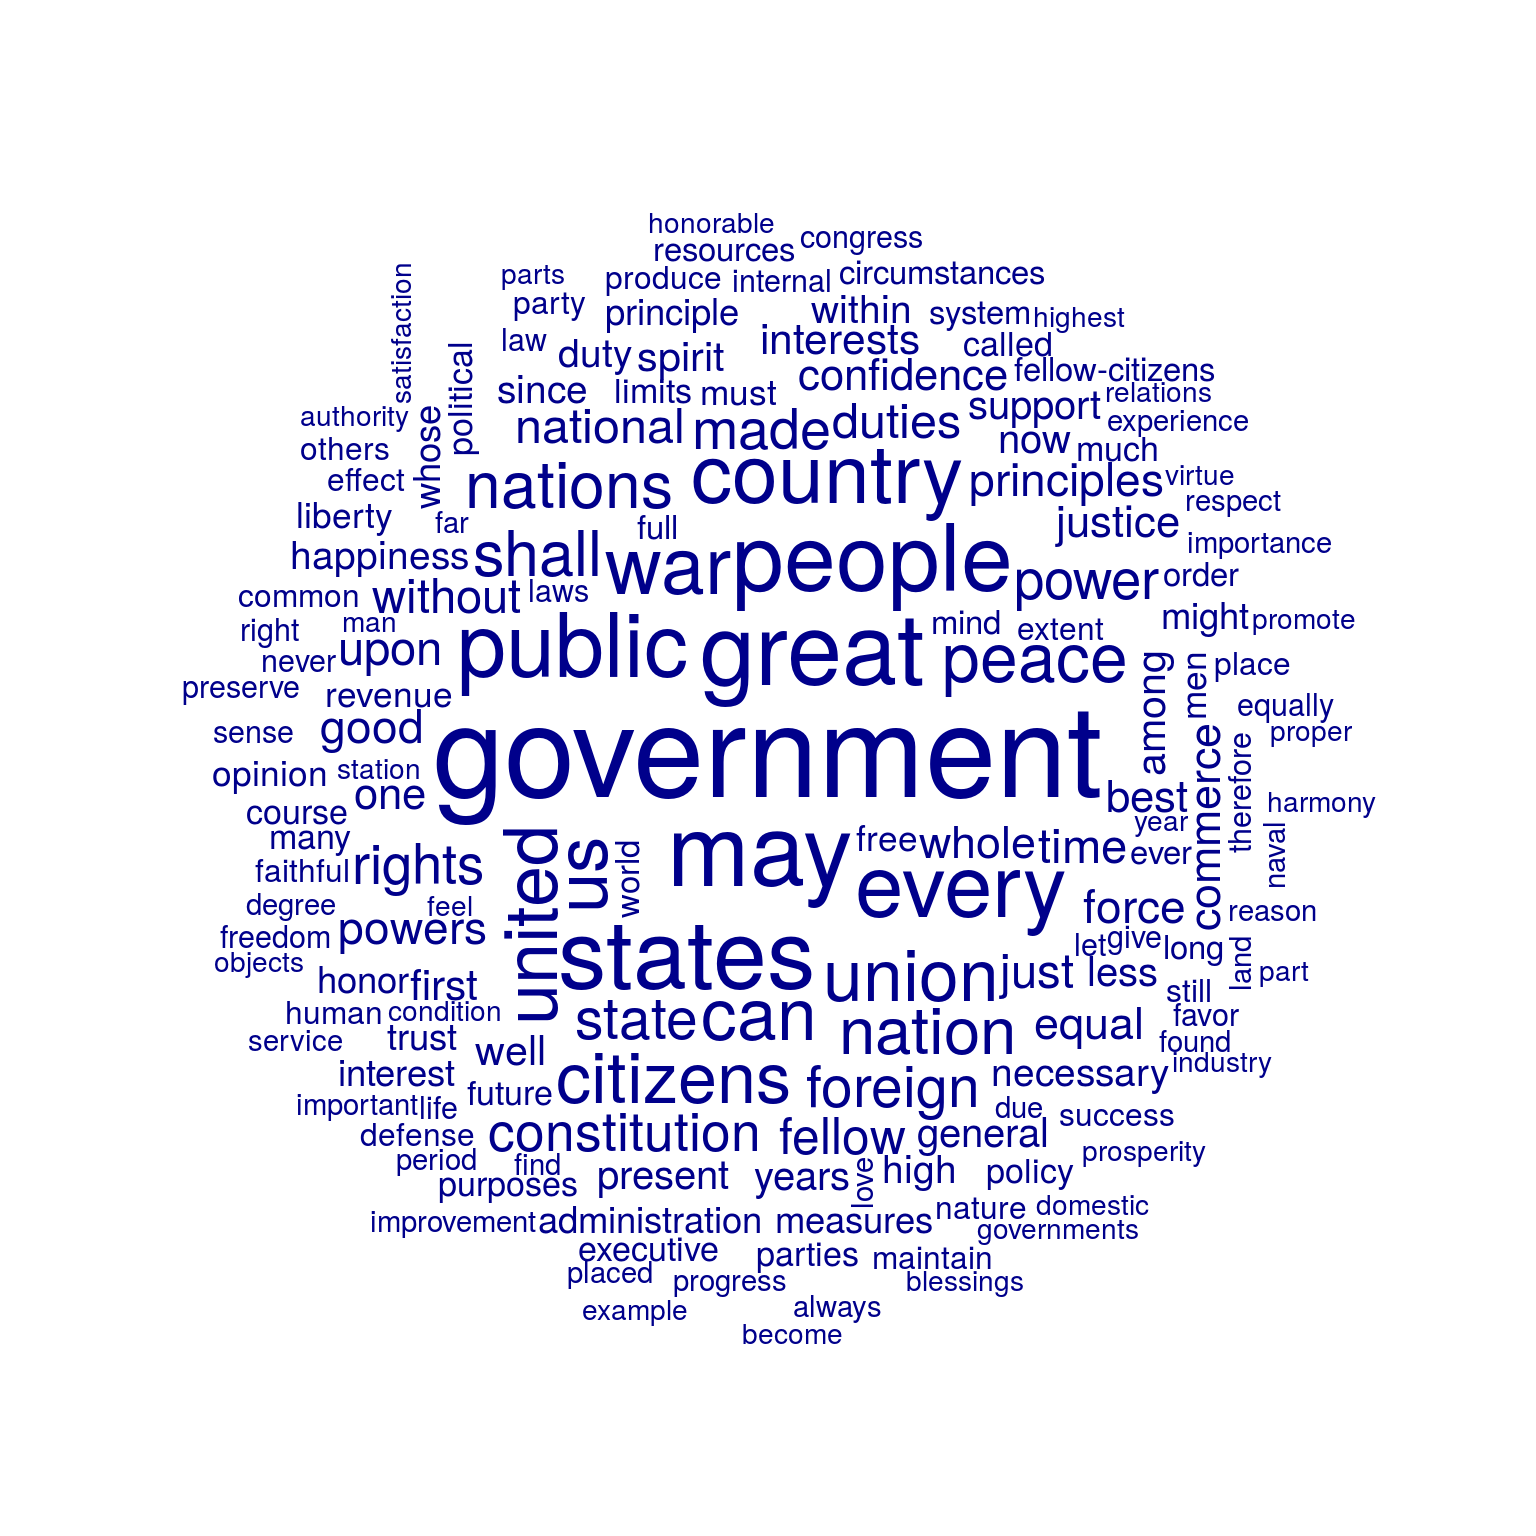 honorable
resources congress
parts produce internal circumstances
satisfaction
party principle within system highest
law duty spirit interests called
political
since limits must confidence fellow-citizens
authority whose national made duties support relations
others now much experience
effect nations country principles virtue
liberty far full justice respect
happiness shall war people importance
common without laws power order
right man public great mind extent might promote
never upon peace among men place
preserve revenue
sense good government equally
opinion station proper
course one best commerce therefore harmony
many united us world may free whole time year ever naval
faithful rights every
degree feel force reason
freedom powers states let give long land
objects honor first union just less still part
human condition state can nation equal favor
service trust well found
interest future citizens foreign necessary industry
important life due success
defense constitution fellow general
period find love prosperity
purposes present years high policy
improvement administration measures nature domestic
executive parties maintain governments
placed progress blessings
example always
become